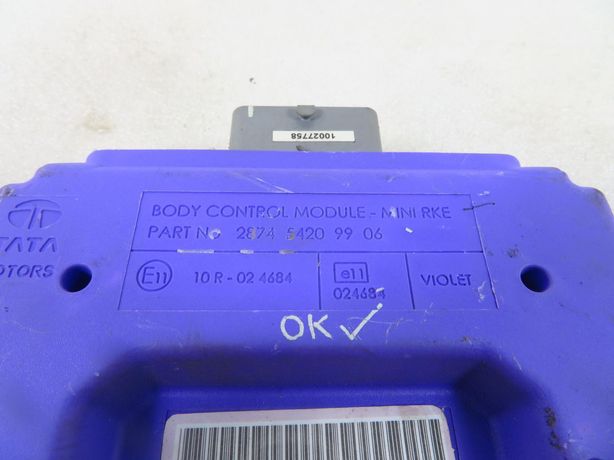 10027758
BODY CONTROL MODULE - MINI RKE
PART No 2874 5420 99 06
TATA
MOTORS
E11 10 R - 02 4684 e11 024684 VIOLET
OK ✓